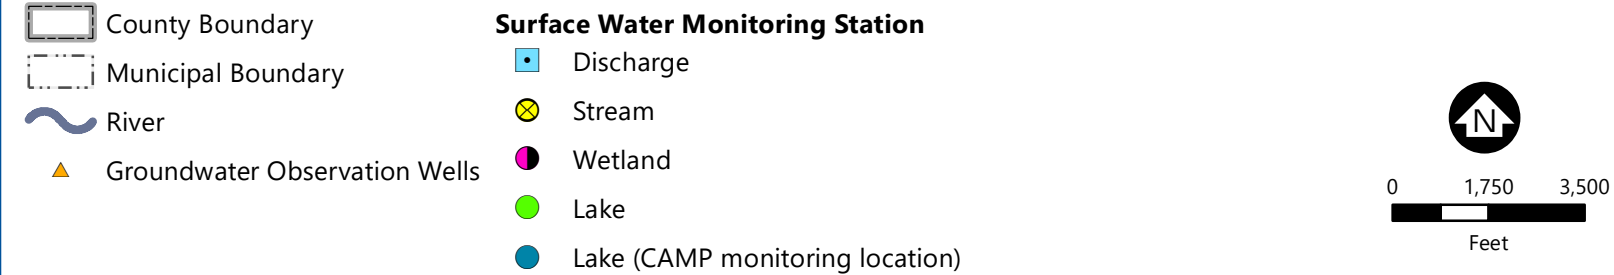 County Boundary
Municipal Boundary
River
Groundwater Observation Wells
Surface Water Monitoring Station
Discharge
Stream
Wetland
Lake
Lake (CAMP monitoring location)
N
0 1,750 3,500
Feet